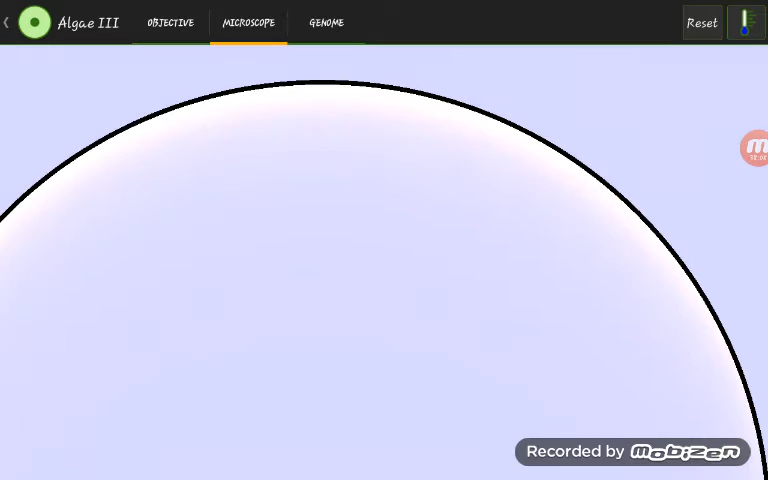 Algae III
OBJECTIVE
MICROSCOPE
GENOME
Reset
Recorded by MOBIZEN